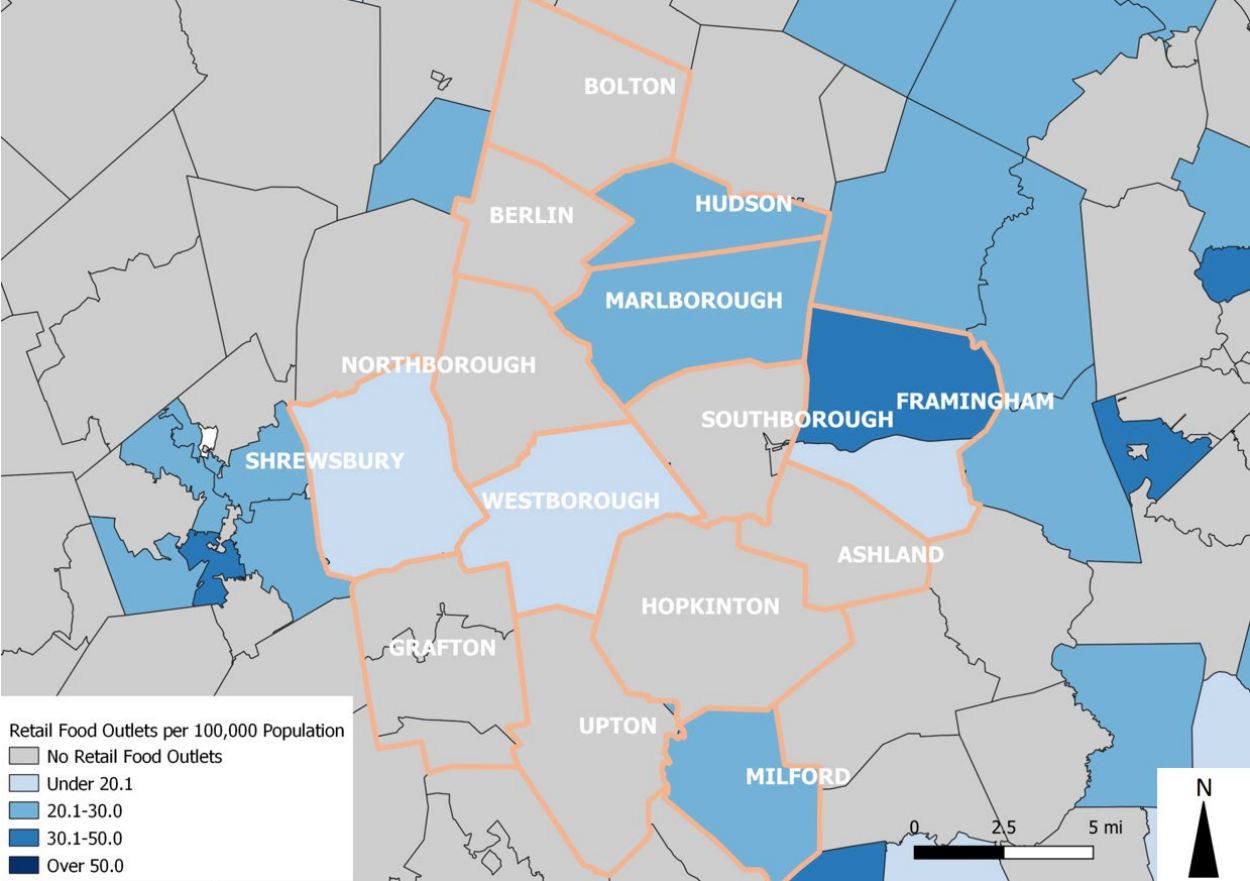 BOLTON
HUDSON
BERLIN
MARLBOROUGH
NORTHBOROUGH
FRAMINGHAM
SOUTHBOROUGH
SHREWSBURY
WESTBOROUGH
ASHLAND
HOPKINTON
GRAFTON
UPTON
MILFORD
Retail Food Outlets per 100,000 Population
No Retail Food Outlets
Under 20.1
20.1-30.0
30.1-50.0
Over 50.0
0 2.5 5 mi
N